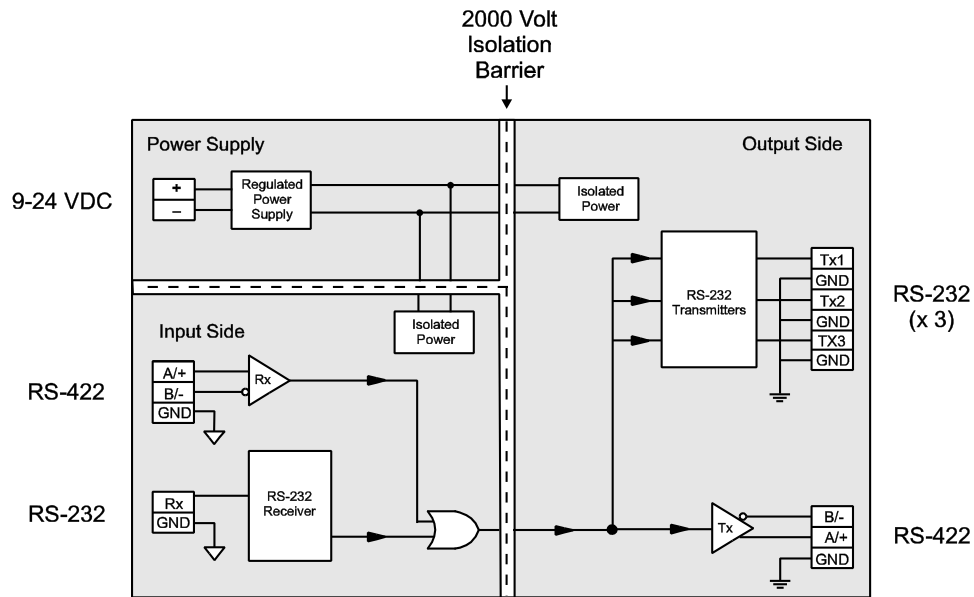 2000 Volt
Isolation
Barrier
Power Supply
Output Side
9-24 VDC
+
–
Regulated
Power
Supply
Isolated
Power
Isolated
Power
RS-232
Transmitters
Tx1
GND
Tx2
GND
TX3
GND
RS-232
(x 3)
Input Side
RS-422
A/+
B/-
GND
Rx
RS-232
Rx
GND
RS-232
Receiver
Tx
B/-
A/+
GND
RS-422